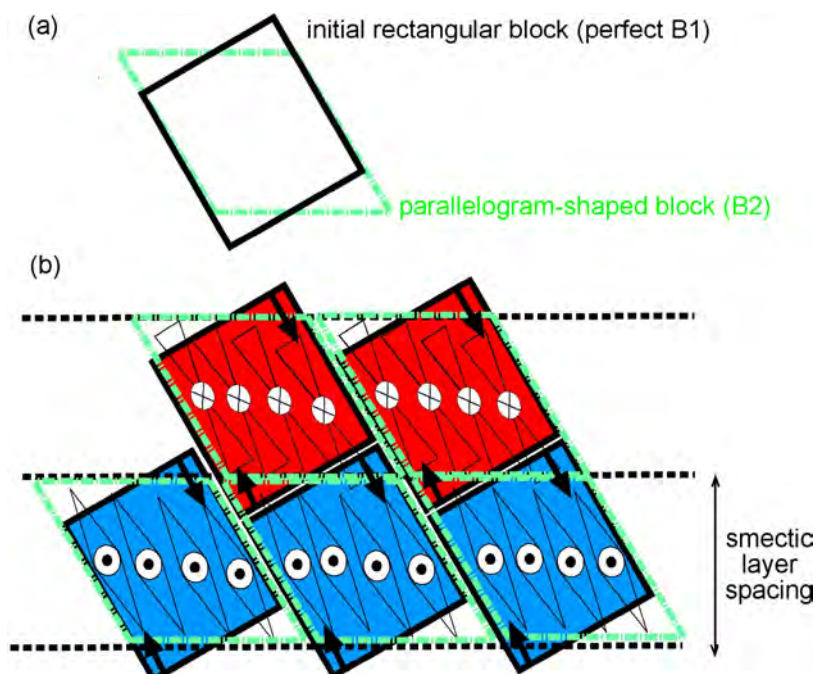 (a)
initial rectangular block (perfect B1)
parallelogram-shaped block (B2)
(b)
smectic
layer
spacing